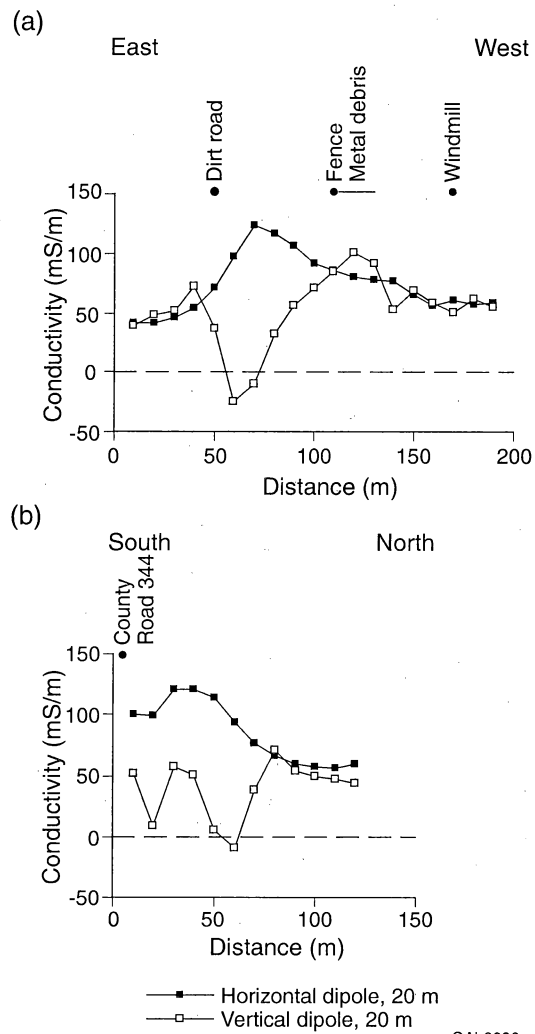 (a)
East West
Dirt road
Fence
Metal debris
Windmill
Conductivity (mS/m)
150
100
50
0
-50
0 50 100 150 200
Distance (m)
(b)
South North
County
Road 344
Conductivity (mS/m)
150
100
50
0
-50
0 50 100 150
Distance (m)
Horizontal dipole, 20 m
Vertical dipole, 20 m